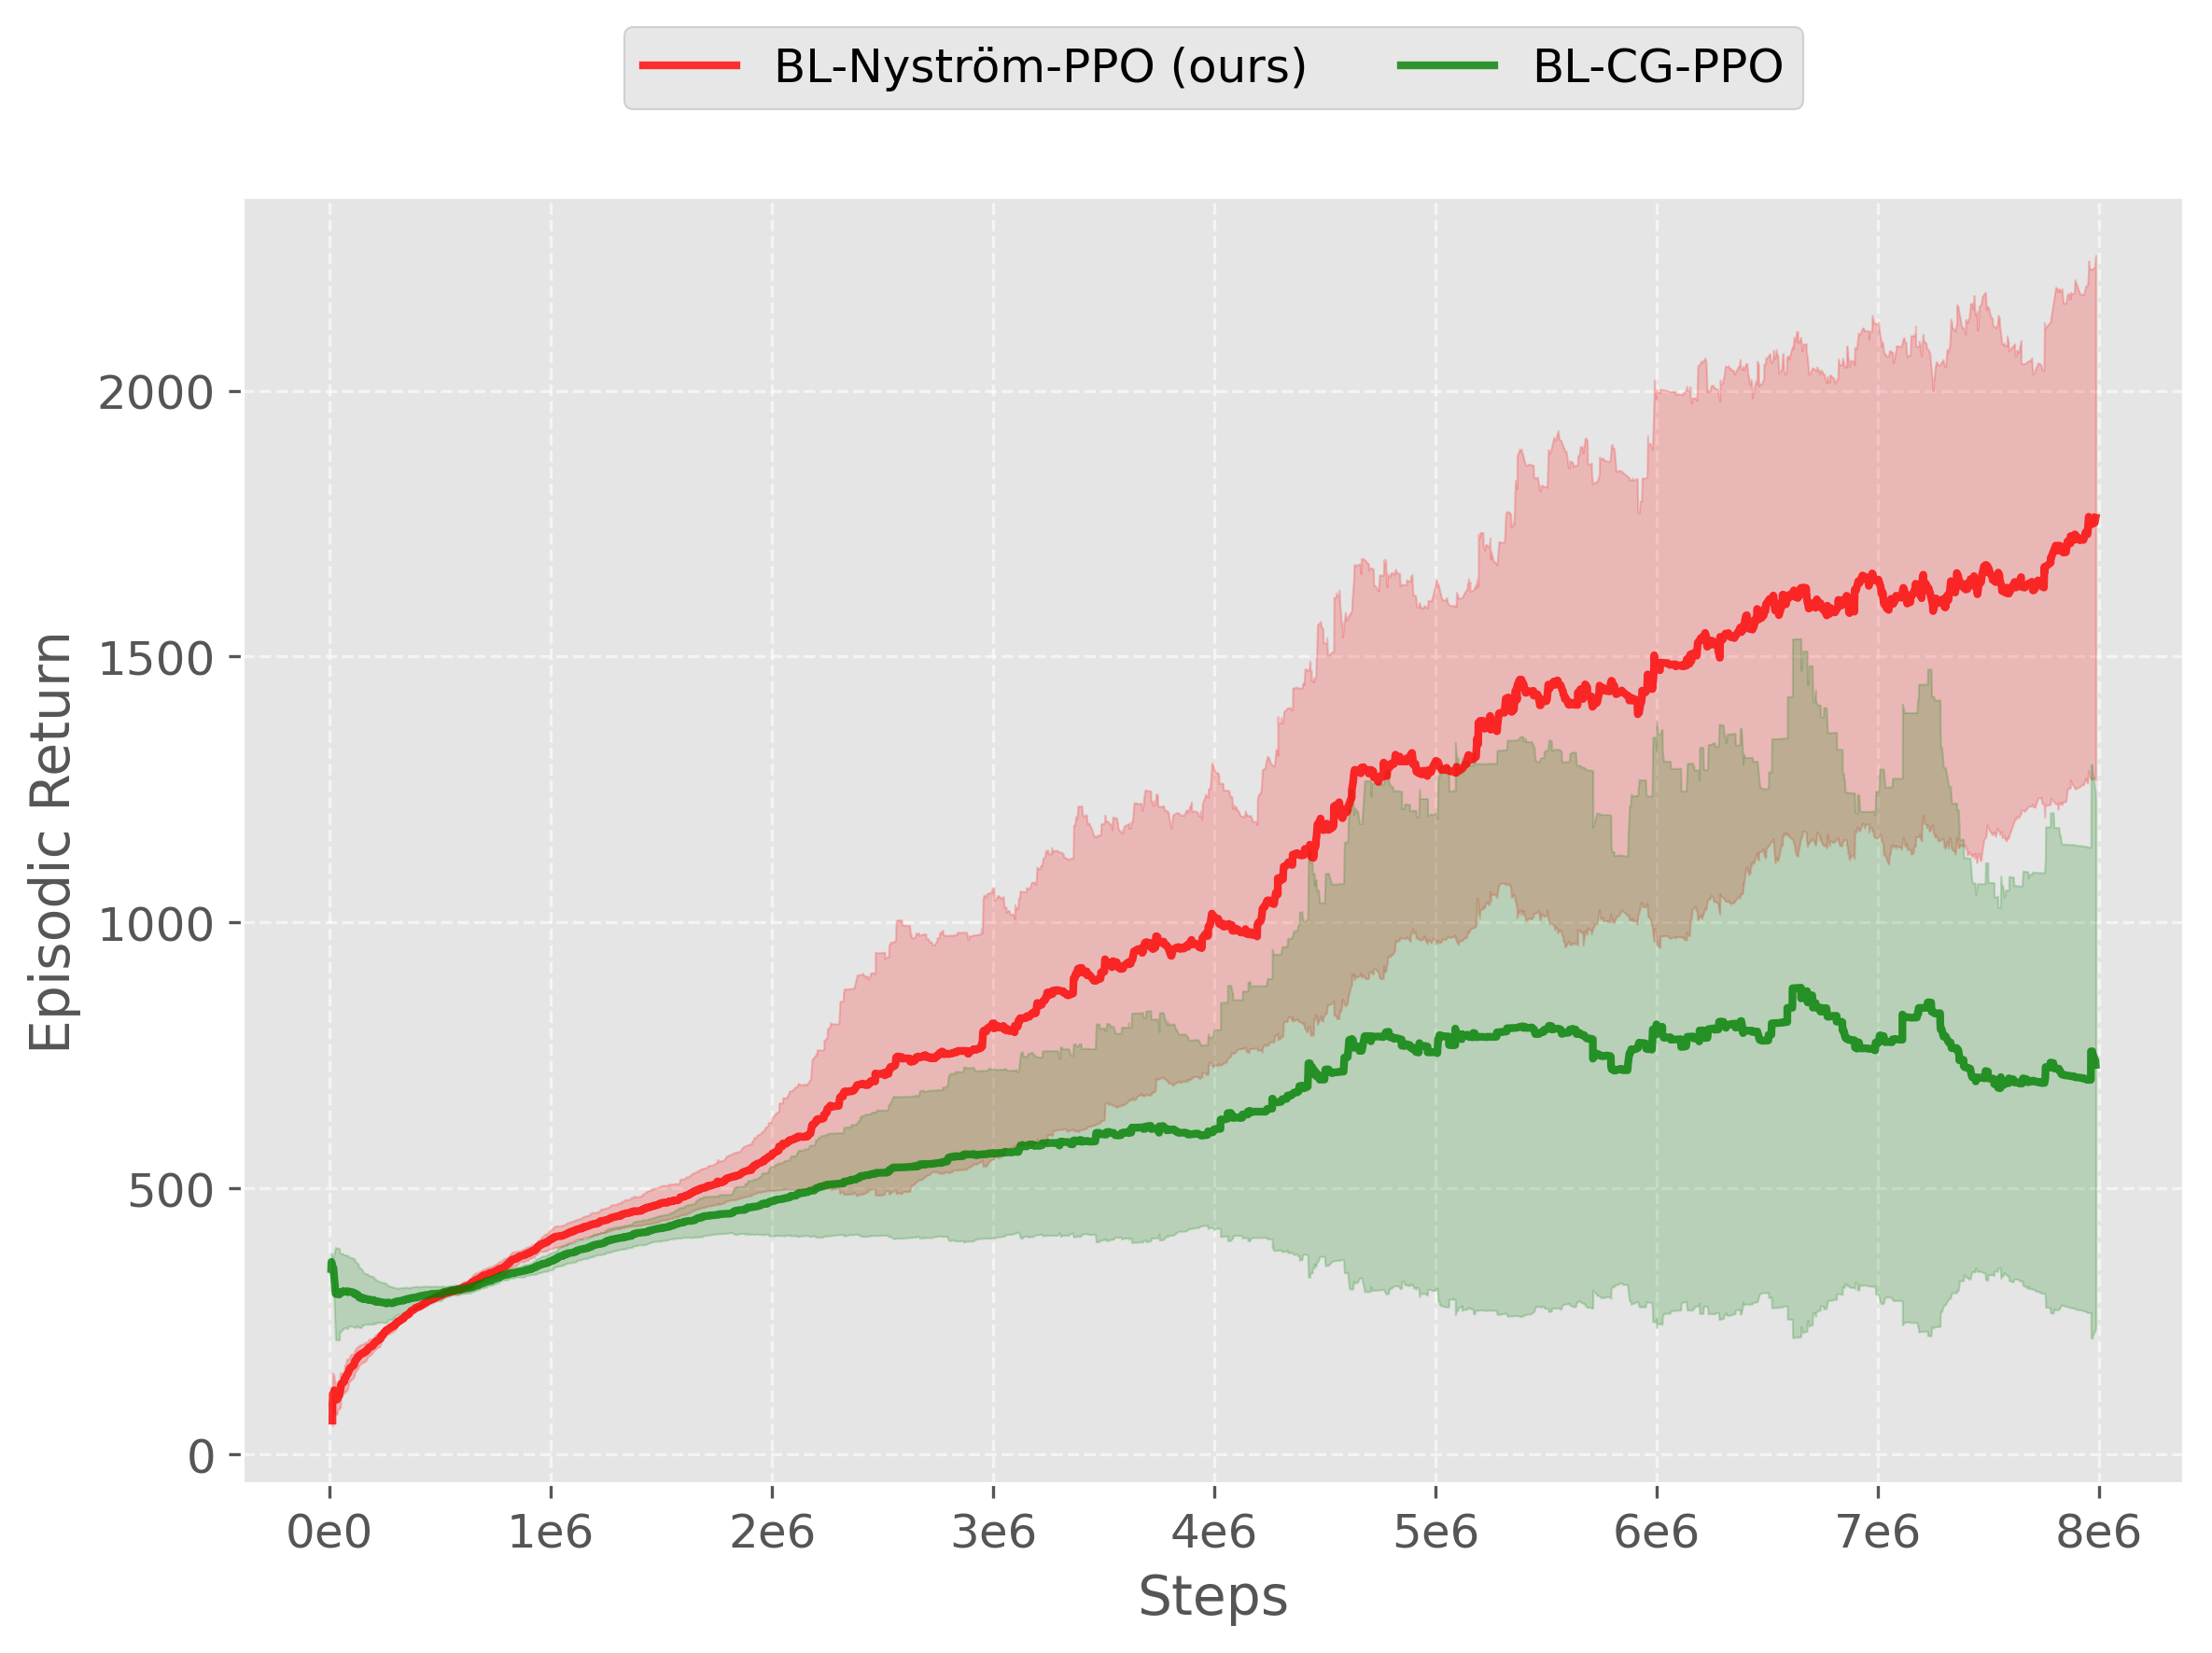 BL-Nyström-PPO (ours) BL-CG-PPO
Episodic Return
2000
1500
1000
500
0
0e0 1e6 2e6 3e6 4e6 5e6 6e6 7e6 8e6
Steps